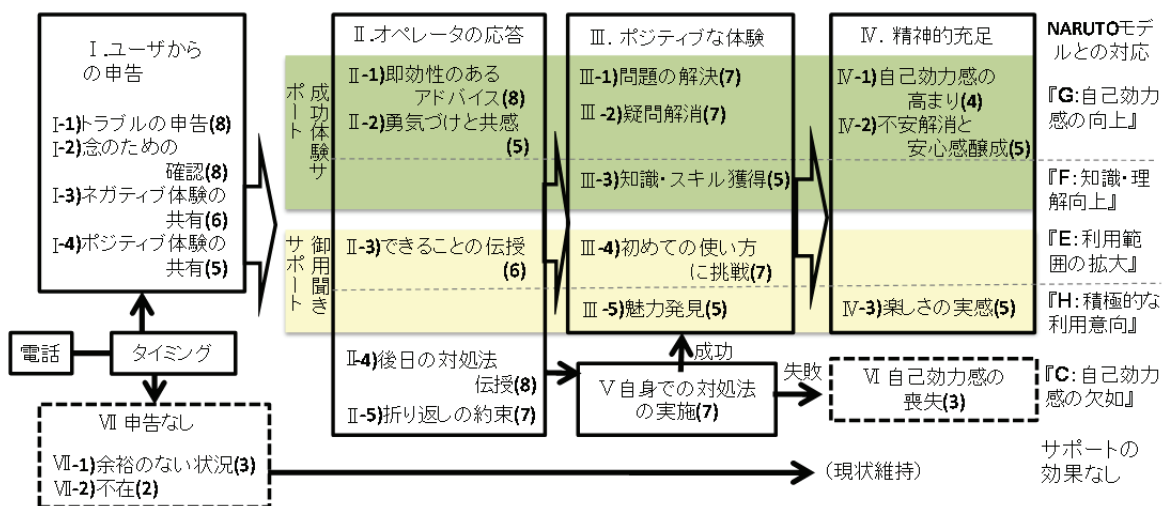 Ⅰ.ユーザから
の申告
Ⅰ-1)トラブルの申告(8)
Ⅰ-2)念のための
確認(8)
Ⅰ-3)ネガティブ体験の
共有(6)
Ⅰ-4)ポジティブ体験の
共有(5)
電話
タイミング
Ⅶ 申告なし
Ⅶ-1)余裕のない状況(3)
Ⅶ-2)不在(2)
成功体験サ
ポート
御用聞き
サポート
Ⅱ.オペレータの応答
Ⅱ-1)即効性のある
アドバイス(8)
Ⅱ-2)勇気づけと共感
(5)
Ⅱ-3)できることの伝授
(6)
Ⅱ-4)後日の対処法
伝授(8)
Ⅱ-5)折り返しの約束(7)
Ⅲ.ポジティブな体験
Ⅲ-1)問題の解決(7)
Ⅲ-2)疑問解消(7)
Ⅲ-3)知識・スキル獲得(5)
Ⅲ-4)初めての使い方
に挑戦(7)
Ⅲ-5)魅力発見(5)
成功
Ⅴ自身での対処法
の実施(7)
失敗
Ⅳ.精神的充足
Ⅳ-1)自己効力感の
高まり(4)
Ⅳ-2)不安解消と
安心感醸成(5)
Ⅳ-3)楽しさの実感(5)
Ⅵ 自己効力感の
喪失(3)
(現状維持)
NARUTOモデ
ルとの対応
『G:自己効力
感の向上』
『F:知識・理
解向上』
『E:利用範
囲の拡大』
『H:積極的な
利用意向』
『C:自己効力
感の欠如』
サポートの
効果なし